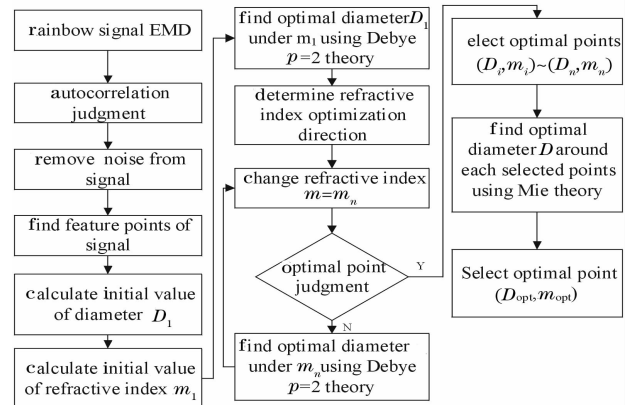 rainbow signal EMD
autocorrelation
judgment
remove noise from
signal
find feature points of
signal
calculate initial value
of diameter D₁
calculate initial value
of refractive index m₁
find optimal diameter D₁
under m₁ using Debye
p=2 theory
determine refractive
index optimization
direction
change refractive index
m=mₙ
optimal point
judgment
Y
N
find optimal diameter
under mₙ using Debye
p=2 theory
elect optimal points
(Dᵢ,mᵢ)~(Dₙ,mₙ)
find optimal
diameter D around
each selected points
using Mie theory
Select optimal point
(Dopt,mopt)